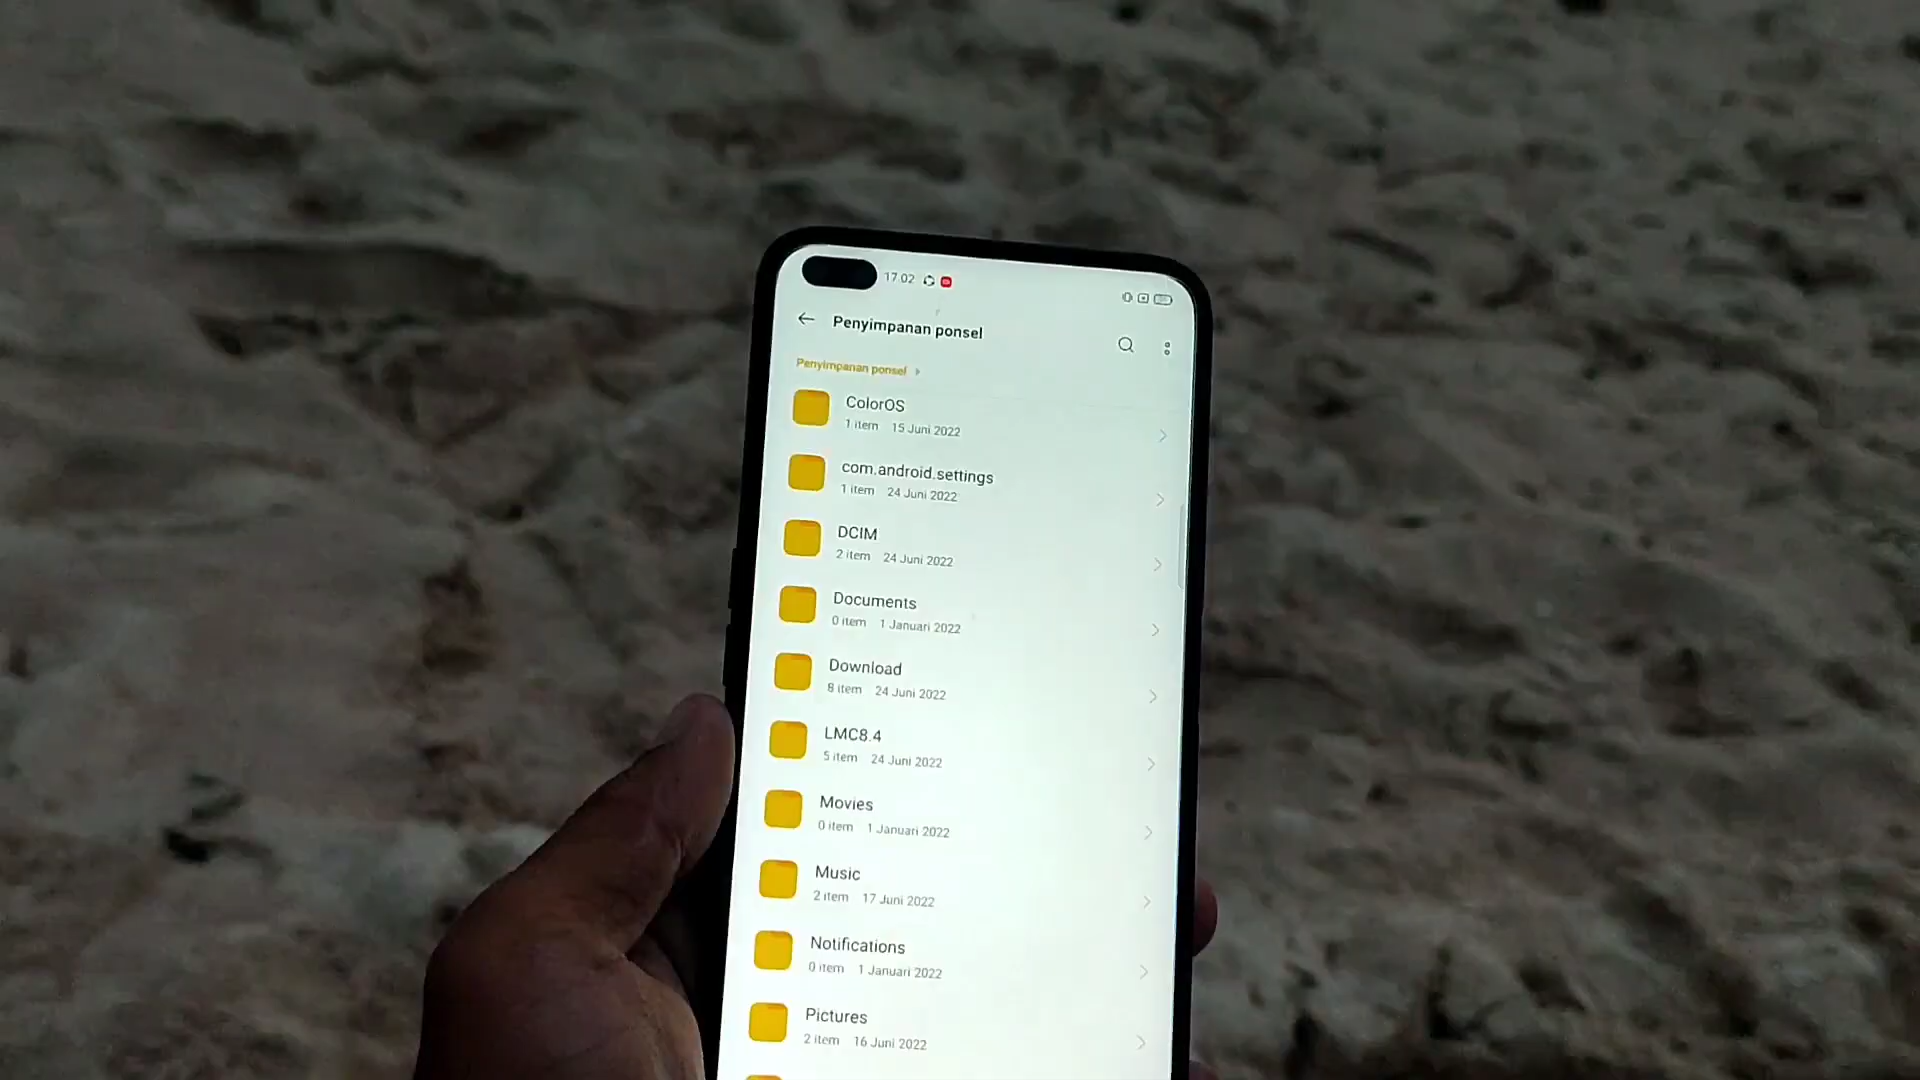 17:02
Penyimpanan ponsel
Penyimpanan ponsel
ColorOS
1 item 15 Juni 2022
com.android.settings
1 item 24 Juni 2022
DCIM
2 item 24 Juni 2022
Documents
0 item 1 Januari 2022
Download
8 item 24 Juni 2022
LMC8.4
5 item 24 Juni 2022
Movies
0 item 1 Januari 2022
Music
2 item 17 Juni 2022
Notifications
0 item 1 Januari 2022
Pictures
2 item 16 Juni 2022